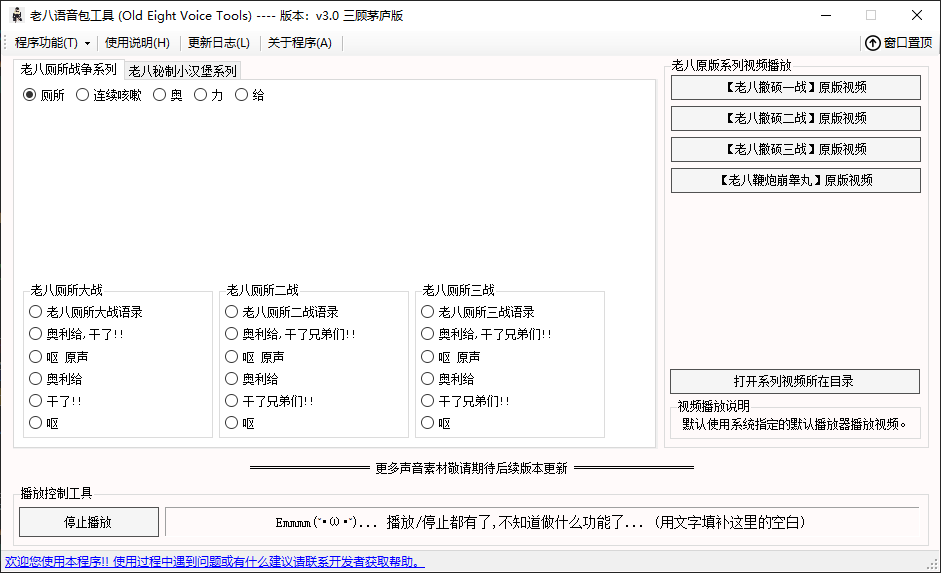 老八语音包工具 (Old Eight Voice Tools) ---- 版本：v3.0 三顾茅庐版
程序功能(T) 使用说明(H) 更新日志(L) 关于程序(A) 窗口置顶
老八厕所战争系列 老八秘制小汉堡系列
厕所 连续咳嗽 奥 力 给
老八厕所大战
老八厕所大战语录
奥利给,干了!!
呕 原声
奥利给
干了!!
呕
老八厕所二战
老八厕所二战语录
奥利给,干了兄弟们!!
呕 原声
奥利给
干了兄弟们!!
呕
老八厕所三战
老八厕所三战语录
奥利给,干了兄弟们!!
呕 原声
奥利给
干了兄弟们!!
呕
老八原版系列视频播放
【老八撤硕一战】原版视频
【老八撤硕二战】原版视频
【老八撤硕三战】原版视频
【老八鞭炮崩睾丸】原版视频
打开系列视频所在目录
视频播放说明
默认使用系统指定的默认播放器播放视频。
更多声音素材敬请期待后续版本更新
播放控制工具
停止播放
Emmmm(˘•ω•˘)... 播放/停止都有了,不知道做什么功能了... (用文字填补这里的空白)
欢迎您使用本程序!! 使用过程中遇到问题或有什么建议请联系开发者获取帮助。